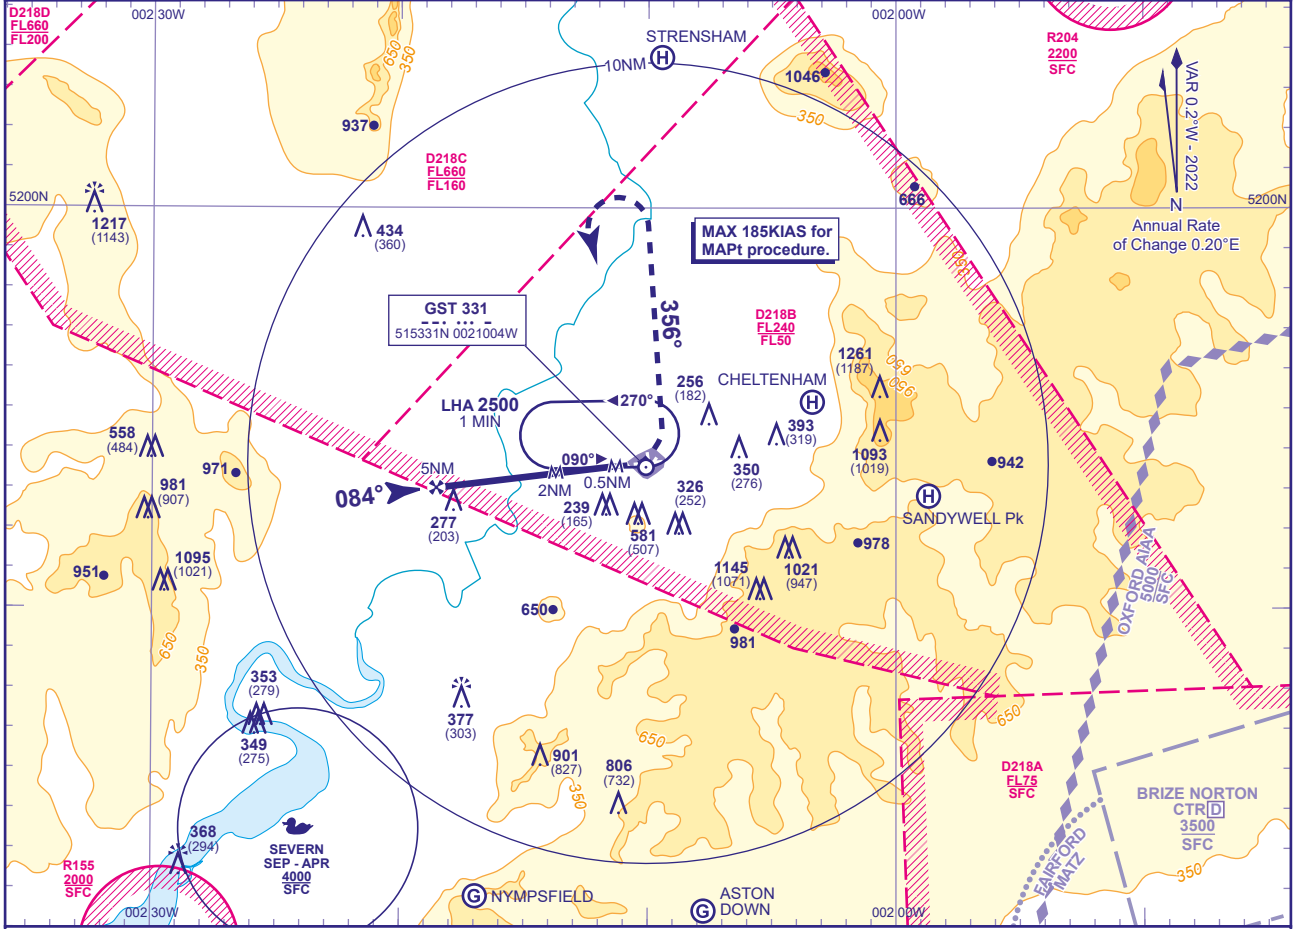 D218D
FL660
FL200
002 30W
002 00W
650
350
STRENSHAM
H
10NM
1046
350
R204
2200
SFC
VAR 0.2°W - 2022
N
Annual Rate
of Change 0.20°E
937
D218C
FL660
FL160
5200N
5200N
666
1217
(1143)
434
(360)
MAX 185KIAS for
MAPt procedure.
350
GST 331
515331N 0021004W
356°
D218B
FL240
FL50
1261
(1187)
650
950
256
(182)
CHELTENHAM
H
LHA 2500
1 MIN
270°
393
(319)
1093
(1019)
558
(484)
971
5NM
090°
350
(276)
942
981
(907)
084°
2NM
0.5NM
326
(252)
H
SANDYWELL Pk
277
(203)
239
(165)
581
(507)
978
951
1095
(1021)
1145
(1071)
1021
(947)
OXFORD AIAA
5000
SFC
650
981
650
350
353
(279)
377
(303)
349
(275)
650
650
901
(827)
806
(732)
350
D218A
FL75
SFC
BRIZE NORTON
CTR D
3500
SFC
368
(294)
SEVERN
SEP - APR
4000
SFC
FAIRFORD
MATZ
350
R155
2000
SFC
G NYMPSFIELD
G ASTON
DOWN
002 30W
002 00W